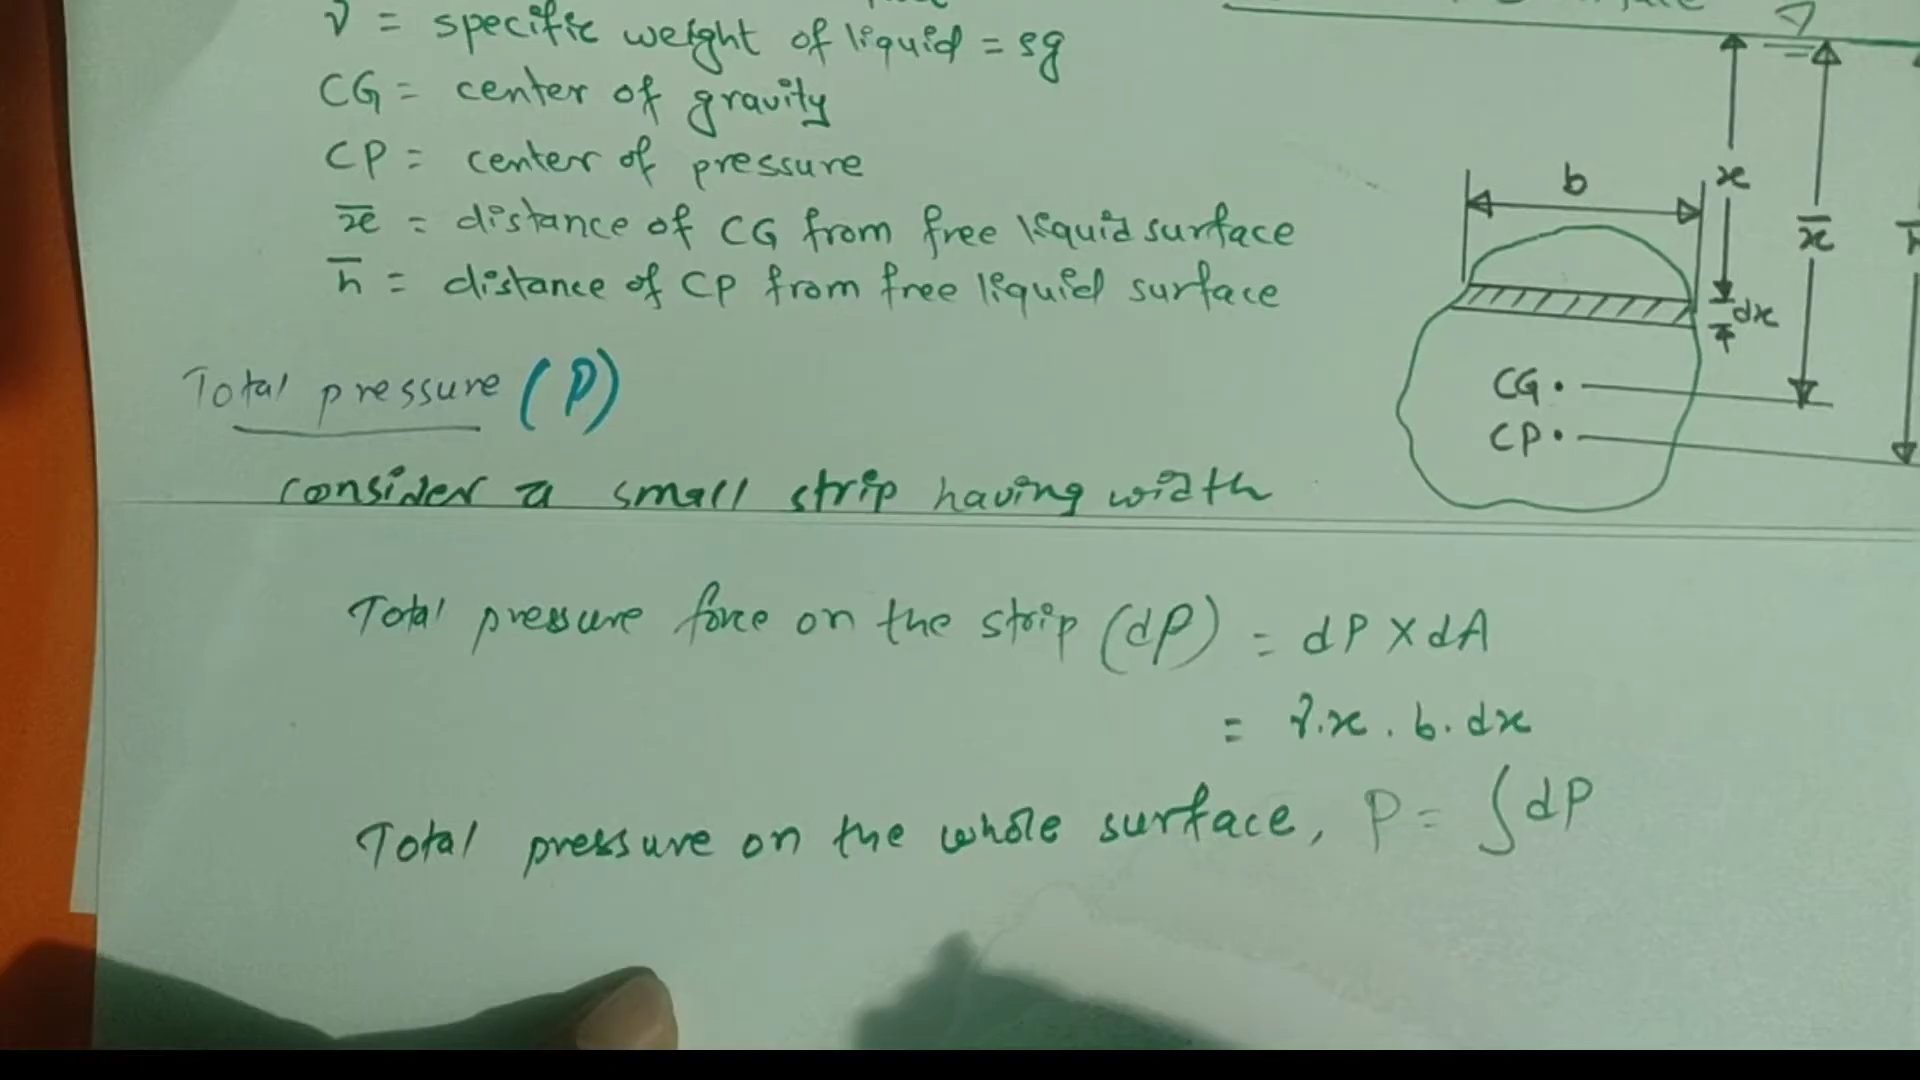 γ = specific weight of liquid = ρg
CG = center of gravity
CP = center of pressure
x̄ = distance of CG from free liquid surface
h̄ = distance of CP from free liquid surface
Total pressure (P)
consider a small strip having width
b
x
x̄
h̄
dx
CG
CP
Total pressure force on the strip (dP) = dP × dA
= γ.x . b. dx
Total pressure on the whole surface, P = ∫dP